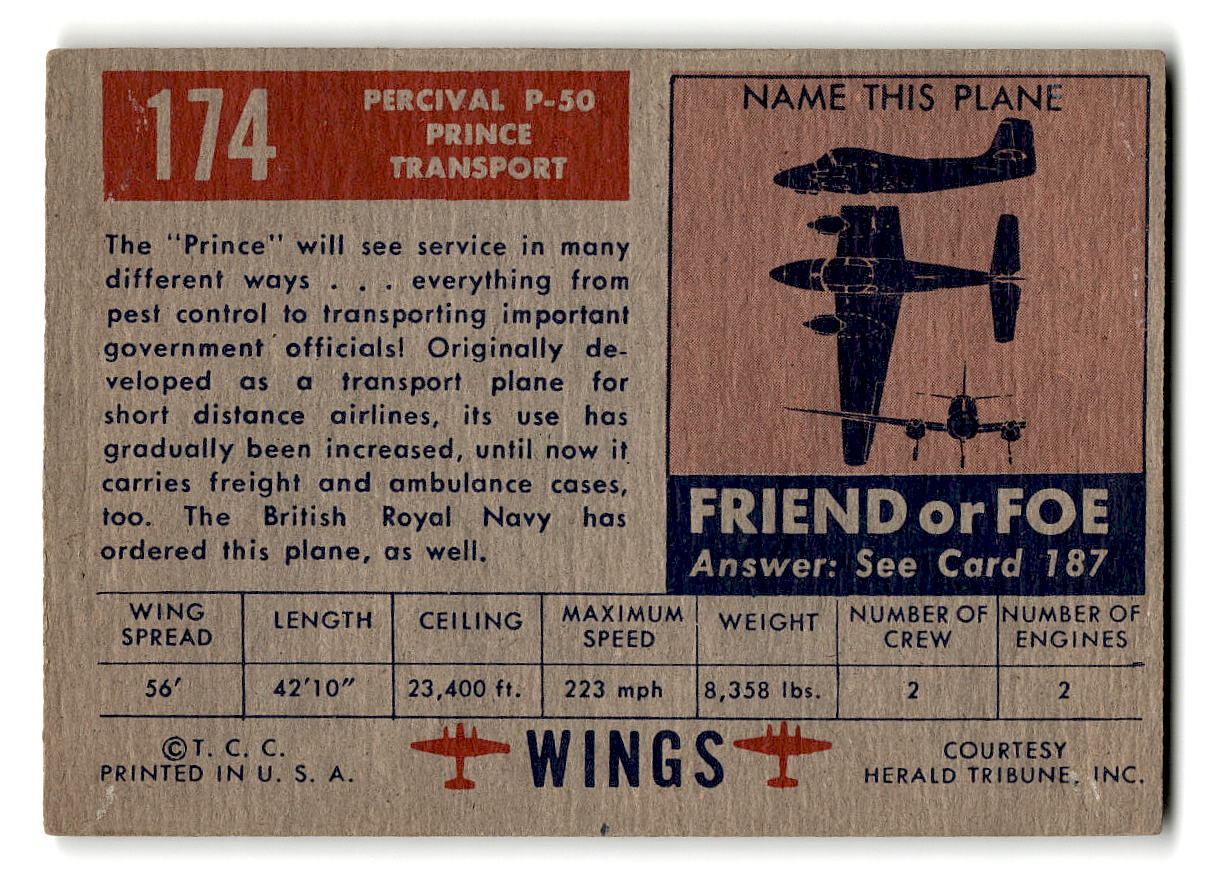 174
PERCIVAL P-50
PRINCE
TRANSPORT
The "Prince" will see service in many
different ways . . . everything from
pest control to transporting important
government officials! Originally de-
veloped as a transport plane for
short distance airlines, its use has
gradually been increased, until now it
carries freight and ambulance cases,
too. The British Royal Navy has
ordered this plane, as well.
NAME THIS PLANE
FRIEND or FOE
Answer: See Card 187
WING SPREAD LENGTH CEILING MAXIMUM SPEED WEIGHT NUMBER OF CREW NUMBER OF ENGINES
56' 42'10" 23,400 ft. 223 mph 8,358 lbs. 2 2
©T. C. C.
PRINTED IN U. S. A.
WINGS
COURTESY
HERALD TRIBUNE, INC.